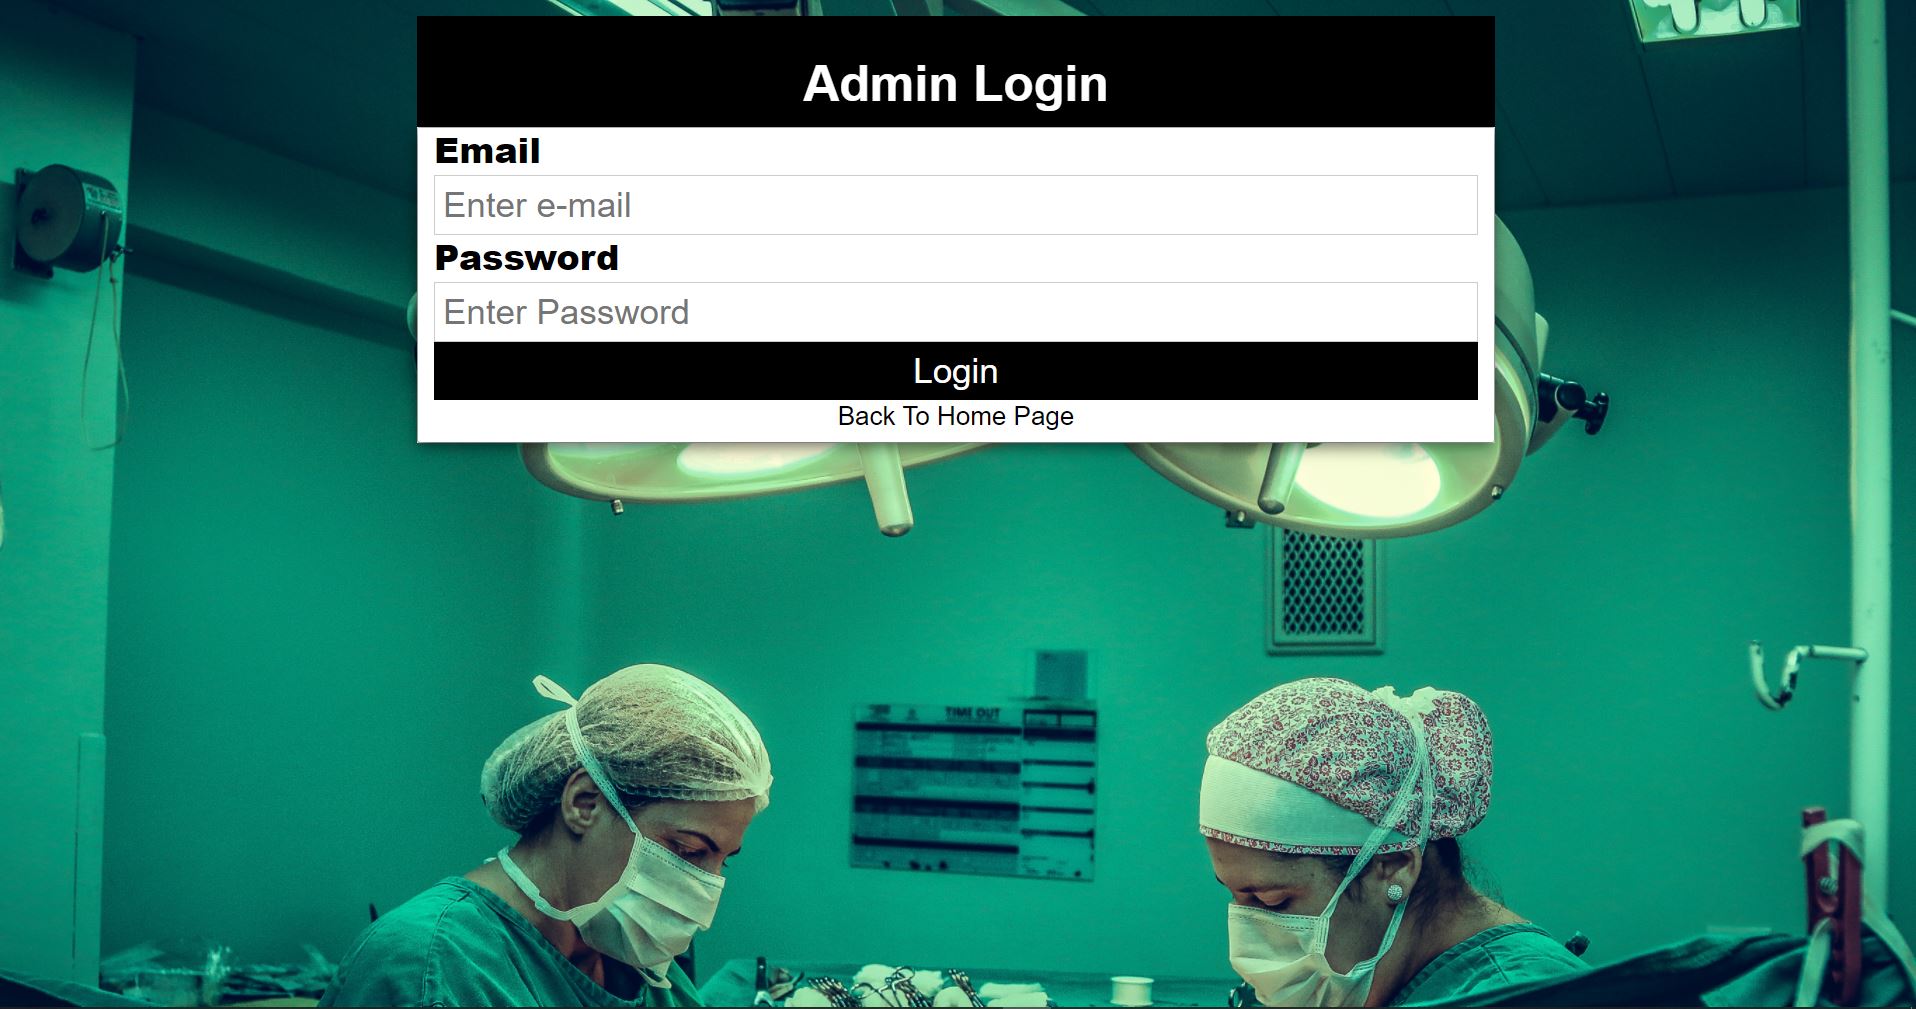 Admin Login
Email
Enter e-mail
Password
Enter Password
Login
Back To Home Page
TIME OUT